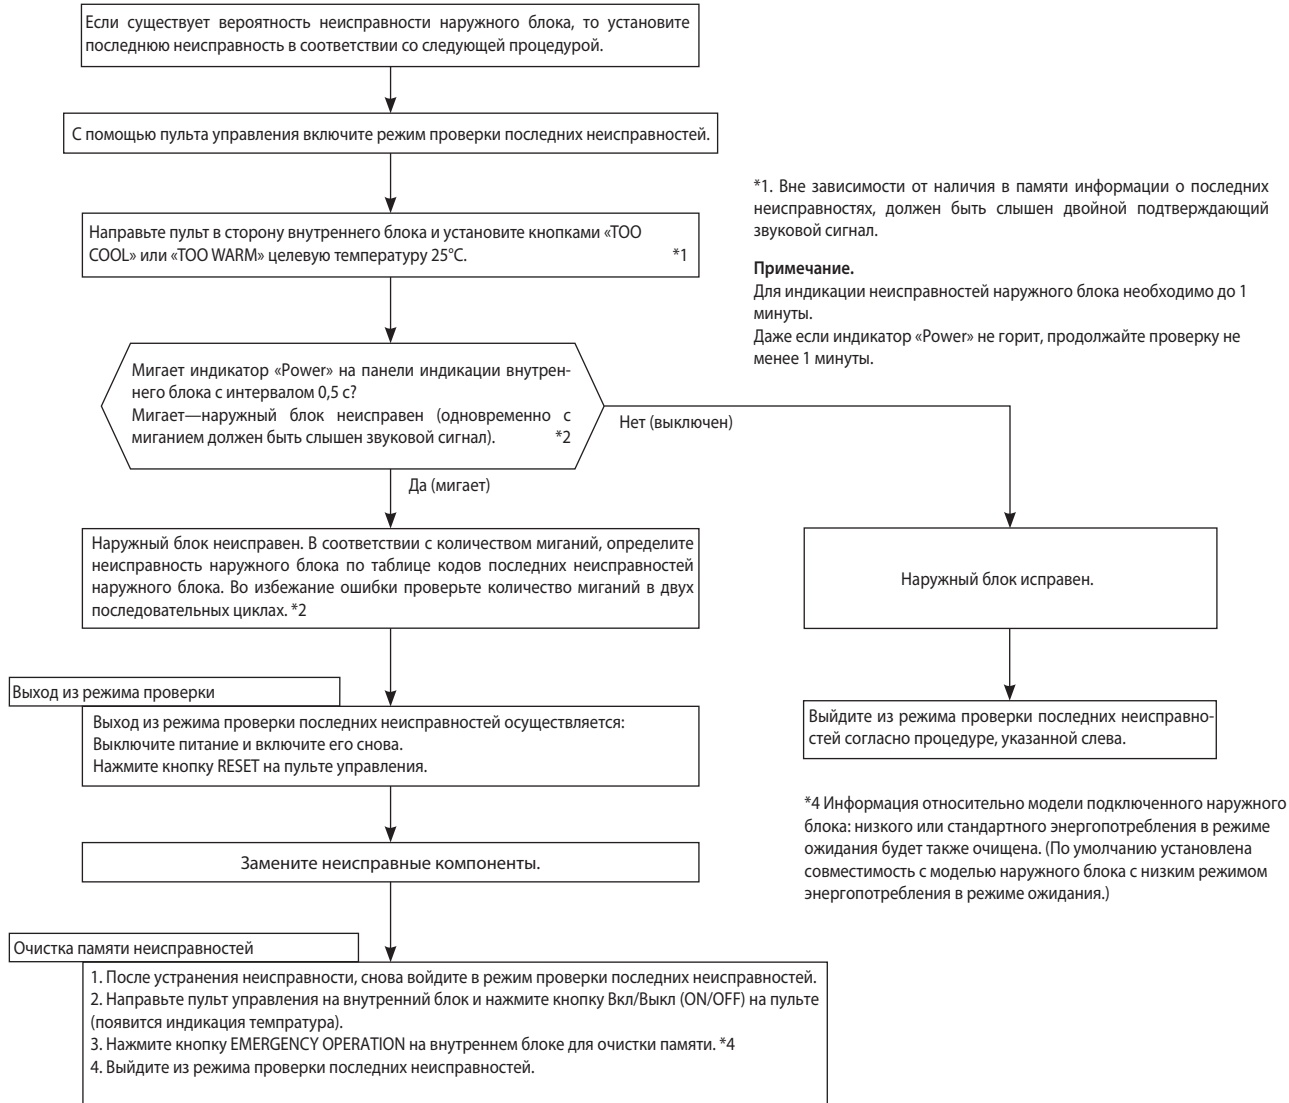 Если существует вероятность неисправности наружного блока, то установите
последнюю неисправность в соответствии со следующей процедурой.
С помощью пульта управления включите режим проверки последних неисправностей.
Направьте пульт в сторону внутреннего блока и установите кнопками «TOO
COOL» или «TOO WARM» целевую температуру 25°C. *1
*1. Вне зависимости от наличия в памяти информации о последних
неисправностях, должен быть слышен двойной подтверждающий
звуковой сигнал.
Примечание.
Для индикации неисправностей наружного блока необходимо до 1
минуты.
Даже если индикатор «Power» не горит, продолжайте проверку не
менее 1 минуты.
Мигает индикатор «Power» на панели индикации внутрен-
него блока с интервалом 0,5 с?
Мигает—наружный блок неисправен (одновременно с
миганием должен быть слышен звуковой сигнал). *2
Нет (выключен)
Да (мигает)
Наружный блок неисправен. В соответствии с количеством миганий, определите
неисправность наружного блока по таблице кодов последних неисправностей
наружного блока. Во избежание ошибки проверьте количество миганий в двух
последовательных циклах. *2
Наружный блок исправен.
Выход из режима проверки
Выход из режима проверки последних неисправностей осуществляется:
Выключите питание и включите его снова.
Нажмите кнопку RESET на пульте управления.
Выйдите из режима проверки последних неисправно-
стей согласно процедуре, указанной слева.
*4 Информация относительно модели подключенного наружного
блока: низкого или стандартного энергопотребления в режиме
ожидания будет также очищена. (По умолчанию установлена
совместимость с моделью наружного блока с низким режимом
энергопотребления в режиме ожидания.)
Замените неисправные компоненты.
Очистка памяти неисправностей
1. После устранения неисправности, снова войдите в режим проверки последних неисправностей.
2. Направьте пульт управления на внутренний блок и нажмите кнопку Вкл/Выкл (ON/OFF) на пульте
(появится индикация темпратура).
3. Нажмите кнопку EMERGENCY OPERATION на внутреннем блоке для очистки памяти. *4
4. Выйдите из режима проверки последних неисправностей.